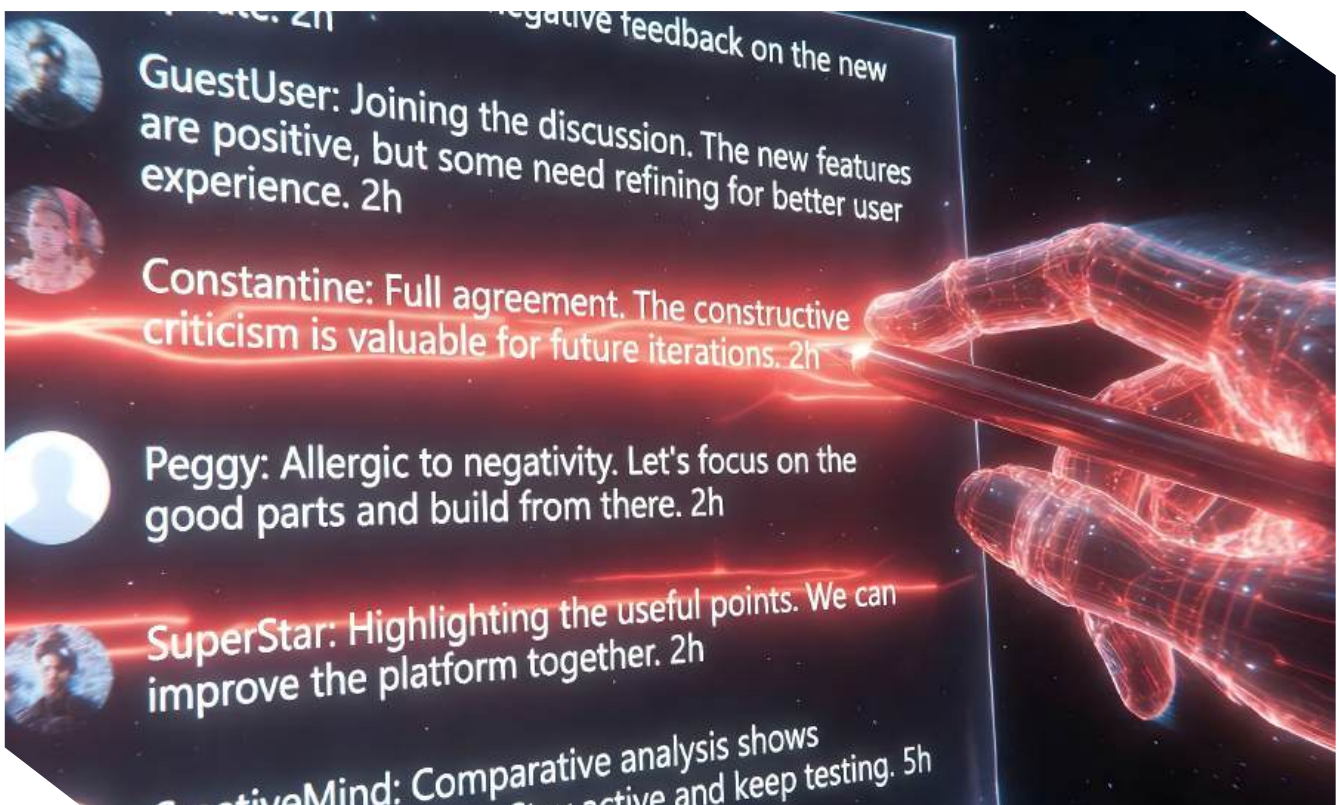 2h
negative feedback on the new
GuestUser: Joining the discussion. The new features
are positive, but some need refining for better user
experience. 2h
Constantine: Full agreement. The constructive
criticism is valuable for future iterations. 2h
Peggy: Allergic to negativity. Let's focus on the
good parts and build from there. 2h
SuperStar: Highlighting the useful points. We can
improve the platform together. 2h
CreativeMind: Comparative analysis shows
active and keep testing. 5h